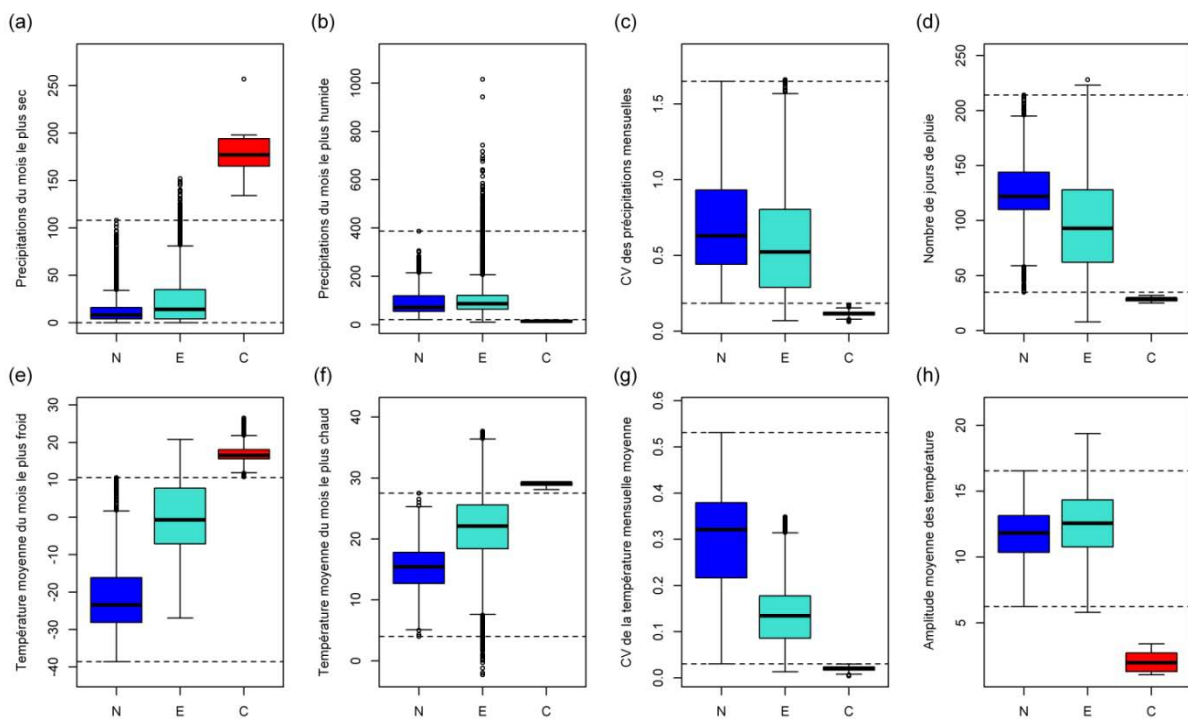 (a)
Precipitations du mois le plus sec
250
200
150
100
50
0
N E C
(b)
Precipitations du mois le plus humide
1000
800
600
400
200
0
N E C
(c)
CV des précipitations mensuelles
1.5
1.0
0.5
0.0
N E C
(d)
Nombre de jours de pluie
250
200
150
100
50
0
N E C
(e)
Température moyenne du mois le plus froid
30
20
10
0
-10
-20
-30
-40
N E C
(f)
Température moyenne du mois le plus chaud
40
30
20
10
0
N E C
(g)
CV de la température mensuelle moyenne
0.6
0.5
0.4
0.3
0.2
0.1
0.0
N E C
(h)
Amplitude moyenne des température
20
15
10
5
N E C